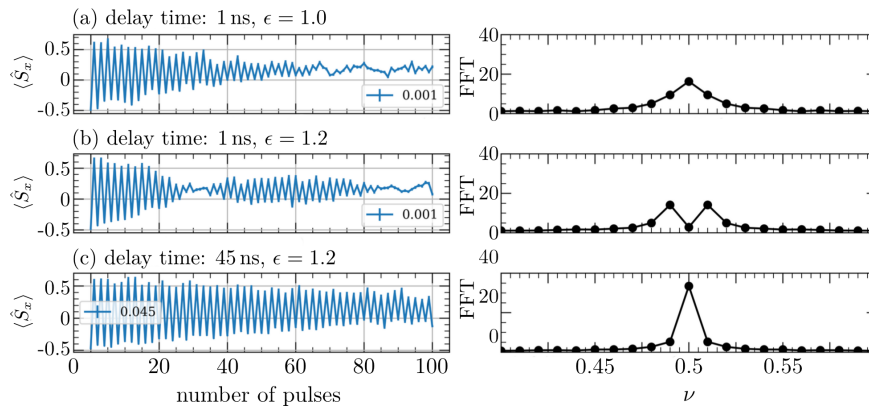 (a) delay time: 1 ns, ϵ = 1.0
⟨Ŝx⟩
0.5
0
-0.5
0.001
FFT
40
20
0
(b) delay time: 1 ns, ϵ = 1.2
⟨Ŝx⟩
0.5
0
-0.5
0.001
FFT
40
20
0
(c) delay time: 45 ns, ϵ = 1.2
⟨Ŝx⟩
0.5
0
-0.5
0.045
FFT
40
20
0
0 20 40 60 80 100
number of pulses
0.45 0.5 0.55
ν